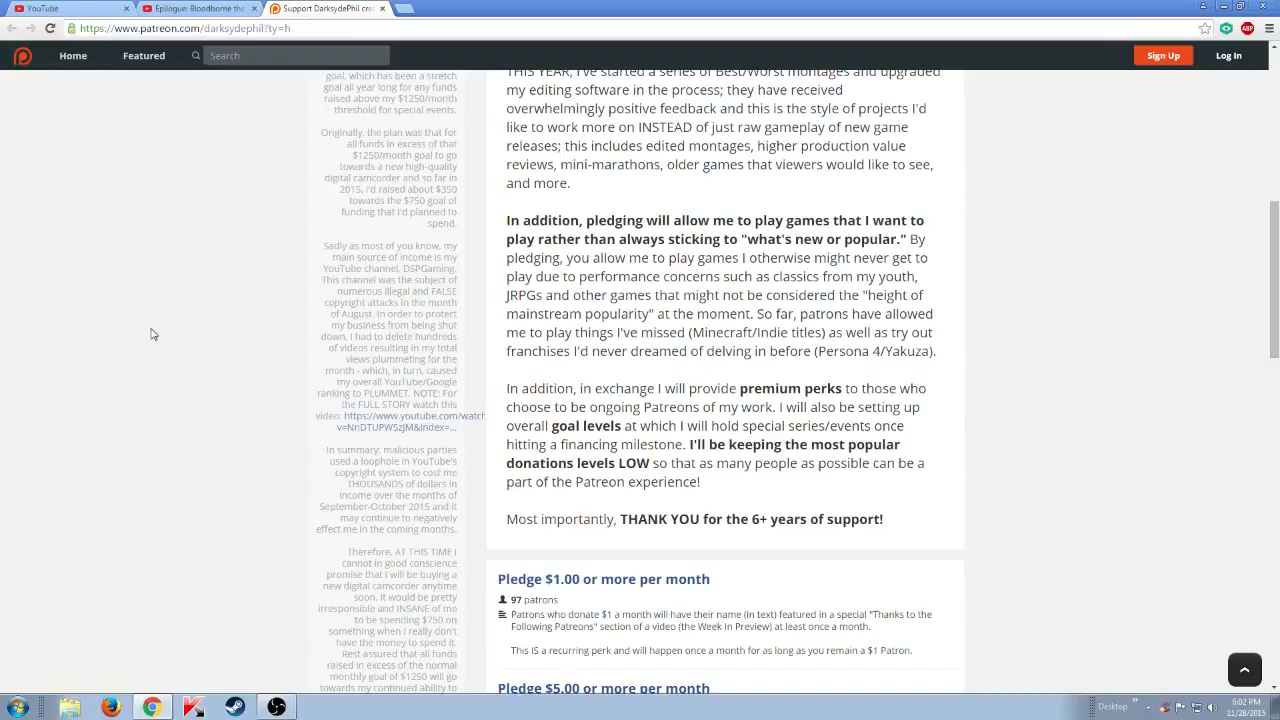 YouTube
Epilogue: Bloodborne the
Support DarksydePhil crea
https://www.patreon.com/darksydephil?ty=h
ABP
Home
Featured
Search
Sign Up
Log In
goal, which has been a stretch
goal all year long for any funds
raised above my $1250/month
threshold for special events.
Originally, the plan was that for
all funds in excess of that
$1250/month goal to go
towards a new high-quality
digital camcorder and so far in
2015, i'd raised about $350
towards the $750 goal of
funding that I'd planned to
spend.
Sadly as most of you know, my
main source of income is my
YouTube channel, DSPGaming.
This channel was the subject of
numerous illegal and FALSE
copyright attacks in the month
of August. In order to protect
my business from being shut
down, I had to delete hundreds
of videos resulting in my total
views plummeting for the
month - which, in turn, caused
my overall YouTube/Google
ranking to PLUMMET. NOTE: For
the FULL STORY watch this
video: https://www.youtube.com/watch
v=NnDTUPW5zJM&index=...
In summary: malicious parties
used a loophole in YouTube's
copyright system to cost me
THOUSANDS of dollars in
income over the months of
September-October 2015 and it
may continue to negatively
effect me in the coming months.
Therefore, AT THIS TIME I
cannot in good conscience
promise that I will be buying a
new digital camcorder anytime
soon. It would be pretty
irresponsible and INSANE of me
to be spending $750 on
something when I really don't
have the money to spend it.
Rest assured that all funds
raised in excess of the normal
monthly goal of $1250 will go
towards my continued ability to
THIS YEAR, I've started a series of Best/Worst montages and upgraded
my editing software in the process; they have received
overwhelmingly positive feedback and this is the style of projects I'd
like to work more on INSTEAD of just raw gameplay of new game
releases; this includes edited montages, higher production value
reviews, mini-marathons, older games that viewers would like to see,
and more.
In addition, pledging will allow me to play games that I want to
play rather than always sticking to "what's new or popular." By
pledging, you allow me to play games I otherwise might never get to
play due to performance concerns such as classics from my youth,
JRPGs and other games that might not be considered the "height of
mainstream popularity" at the moment. So far, patrons have allowed
me to play things I've missed (Minecraft/Indie titles) as well as try out
franchises I'd never dreamed of delving in before (Persona 4/Yakuza).
In addition, in exchange I will provide premium perks to those who
choose to be ongoing Patreons of my work. I will also be setting up
overall goal levels at which I will hold special series/events once
hitting a financing milestone. I'll be keeping the most popular
donations levels LOW so that as many people as possible can be a
part of the Patreon experience!
Most importantly, THANK YOU for the 6+ years of support!
Pledge $1.00 or more per month
97 patrons
Patrons who donate $1 a month will have their name (in text) featured in a special "Thanks to the
Following Patreons" section of a video (the Week In Preview) at least once a month.
This IS a recurring perk and will happen once a month for as long as you remain a $1 Patron.
Pledge $5.00 or more per month
Desktop
6:02 PM
11/28/2015